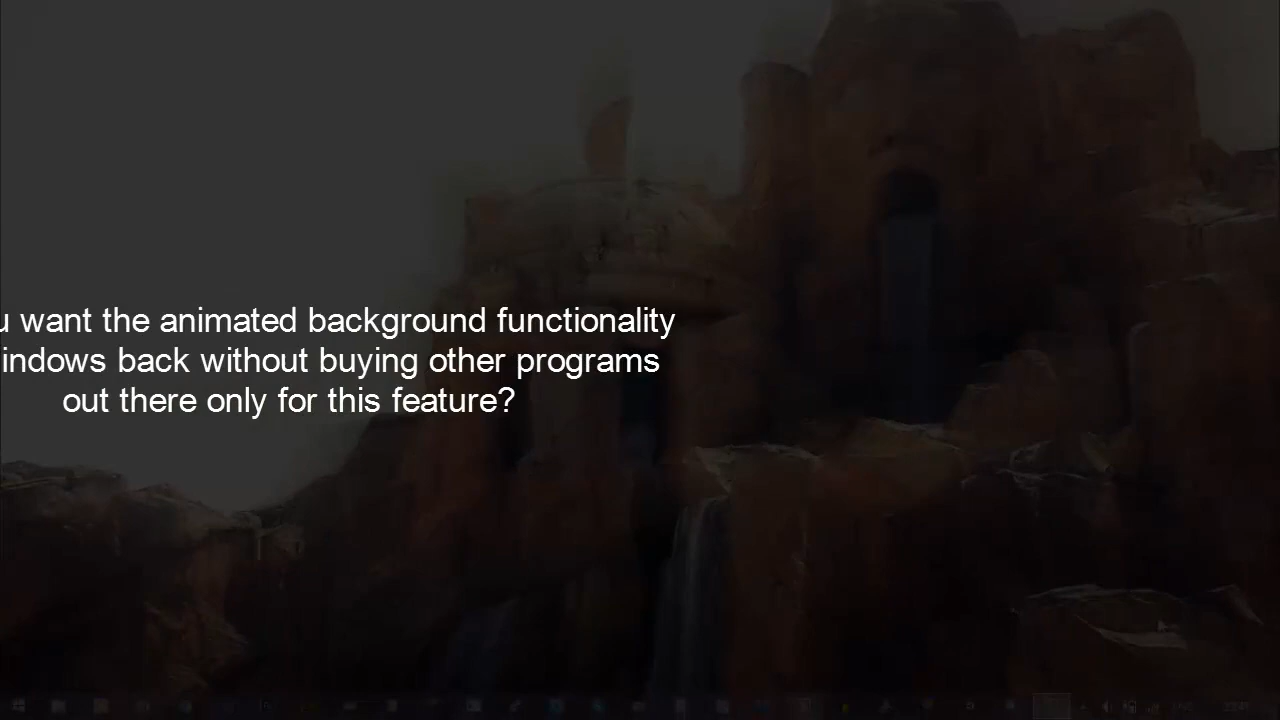 u want the animated background functionality
indows back without buying other programs
out there only for this feature?